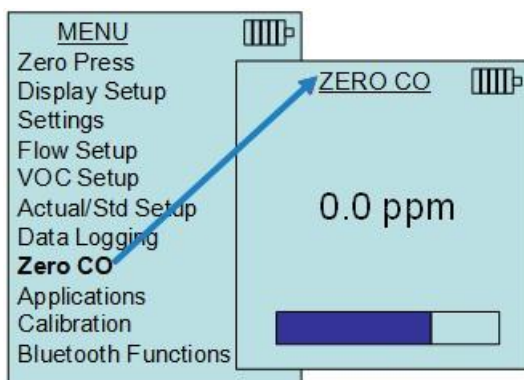 MENU
Zero Press
Display Setup
Settings
Flow Setup
VOC Setup
Actual/Std Setup
Data Logging
Zero CO
Applications
Calibration
Bluetooth Functions
ZERO CO
0.0 ppm